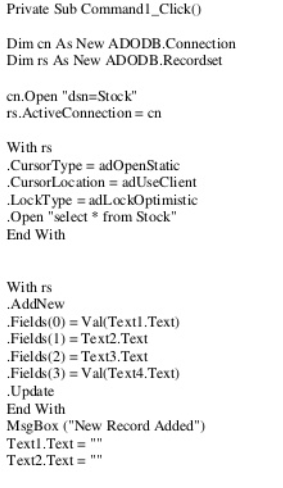 Private Sub Command1_Click()
Dim cn As New ADODB.Connection
Dim rs As New ADODB.Recordset
cn.Open "dsn=Stock"
rs.ActiveConnection = cn
With rs
.CursorType = adOpenStatic
.CursorLocation = adUseClient
.LockType = adLockOptimistic
.Open "select * from Stock"
End With
With rs
.AddNew
.Fields(0) = Val(Text1.Text)
.Fields(1) = Text2.Text
.Fields(2) = Text3.Text
.Fields(3) = Val(Text4.Text)
.Update
End With
MsgBox ("New Record Added")
Text1.Text = ""
Text2.Text = ""